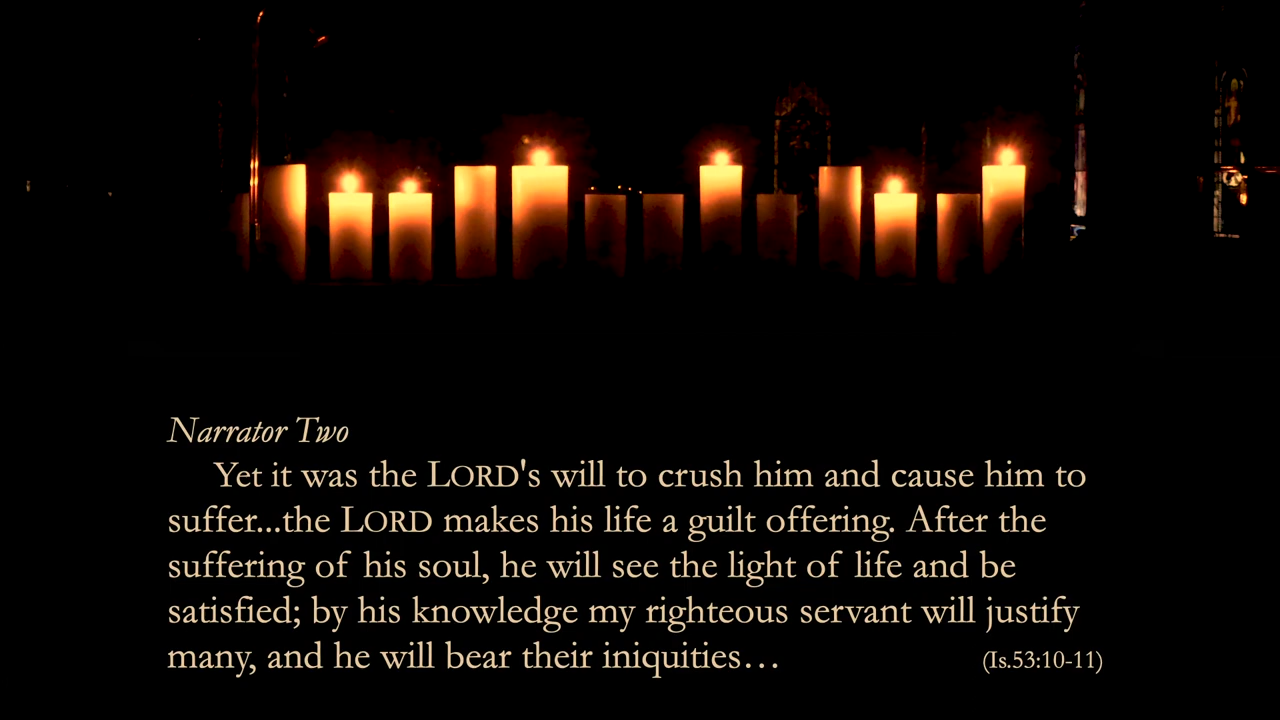 Narrator Two
Yet it was the LORD's will to crush him and cause him to
suffer...the LORD makes his life a guilt offering. After the
suffering of his soul, he will see the light of life and be
satisfied; by his knowledge my righteous servant will justify
many, and he will bear their iniquities…
(Is.53:10-11)